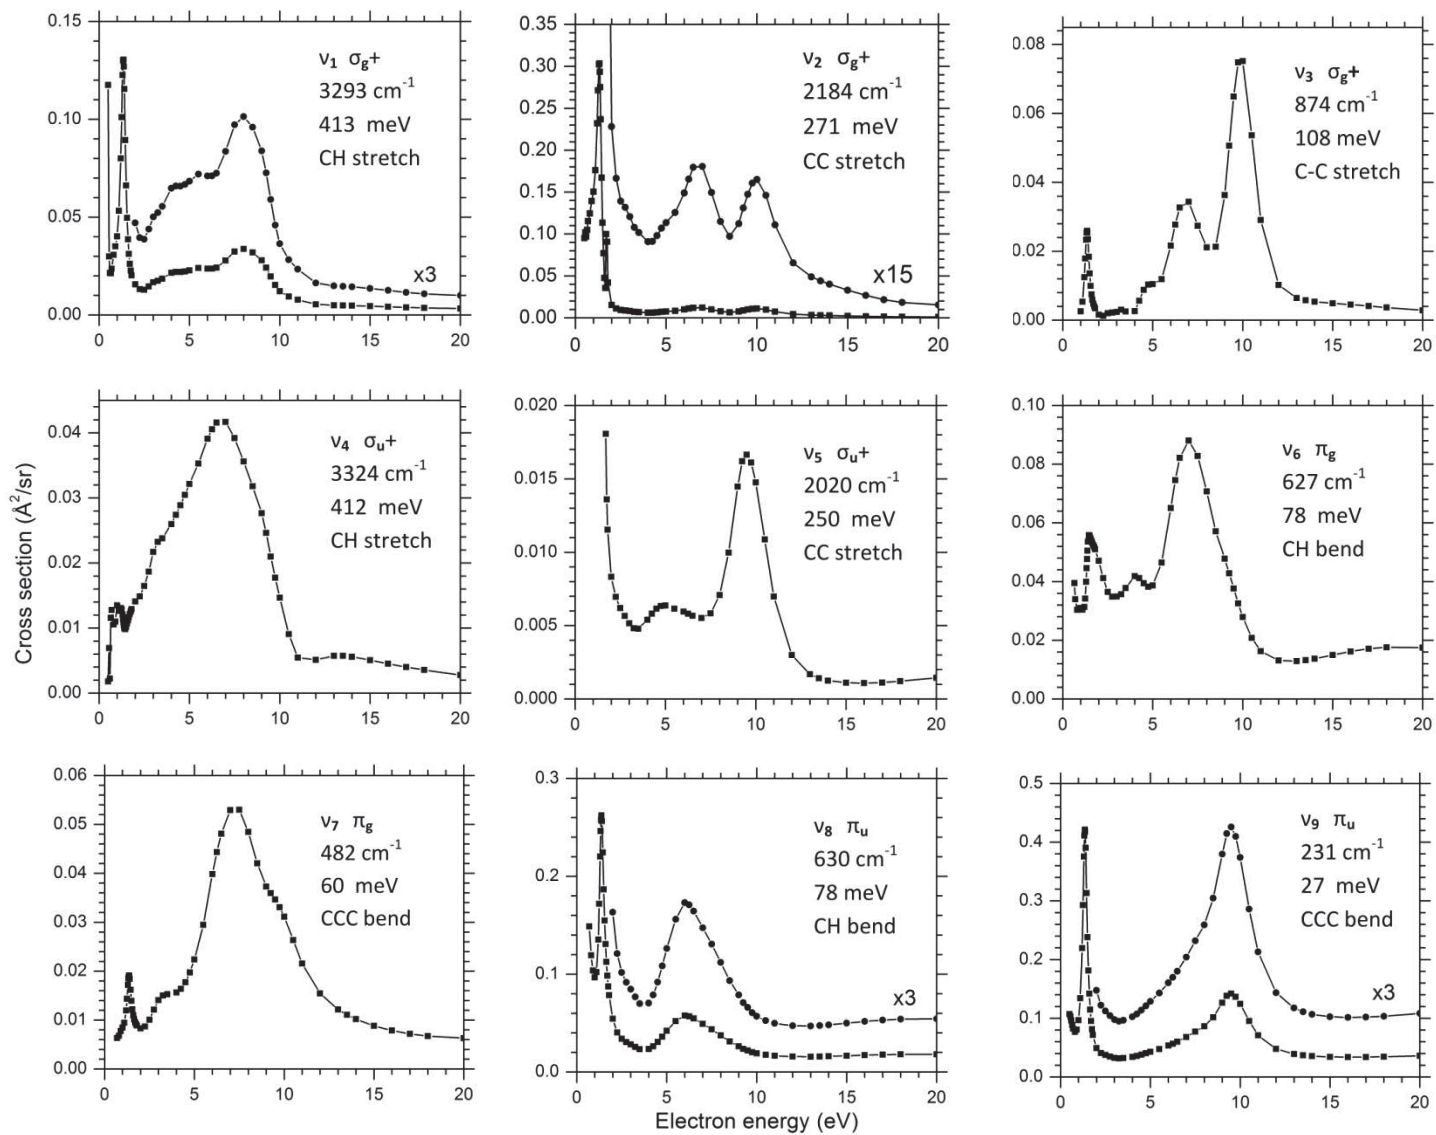 Cross section (Å²/sr)
Electron energy (eV)
0.15
0.10
0.05
0.00
0 5 10 15 20
ν₁ σg+
3293 cm⁻¹
413 meV
CH stretch
x3
0.35
0.30
0.25
0.20
0.15
0.10
0.05
0.00
0 5 10 15 20
ν₂ σg+
2184 cm⁻¹
271 meV
CC stretch
x15
0.08
0.06
0.04
0.02
0.00
0 5 10 15 20
ν₃ σg+
874 cm⁻¹
108 meV
C-C stretch
0.04
0.03
0.02
0.01
0.00
0 5 10 15 20
ν₄ σu+
3324 cm⁻¹
412 meV
CH stretch
0.020
0.015
0.010
0.005
0.000
0 5 10 15 20
ν₅ σu+
2020 cm⁻¹
250 meV
CC stretch
0.10
0.08
0.06
0.04
0.02
0.00
0 5 10 15 20
ν₆ πg
627 cm⁻¹
78 meV
CH bend
0.06
0.05
0.04
0.03
0.02
0.01
0.00
0 5 10 15 20
ν₇ πg
482 cm⁻¹
60 meV
CCC bend
0.3
0.2
0.1
0.0
0 5 10 15 20
ν₈ πu
630 cm⁻¹
78 meV
CH bend
x3
0.5
0.4
0.3
0.2
0.1
0.0
0 5 10 15 20
ν₉ πu
231 cm⁻¹
27 meV
CCC bend
x3